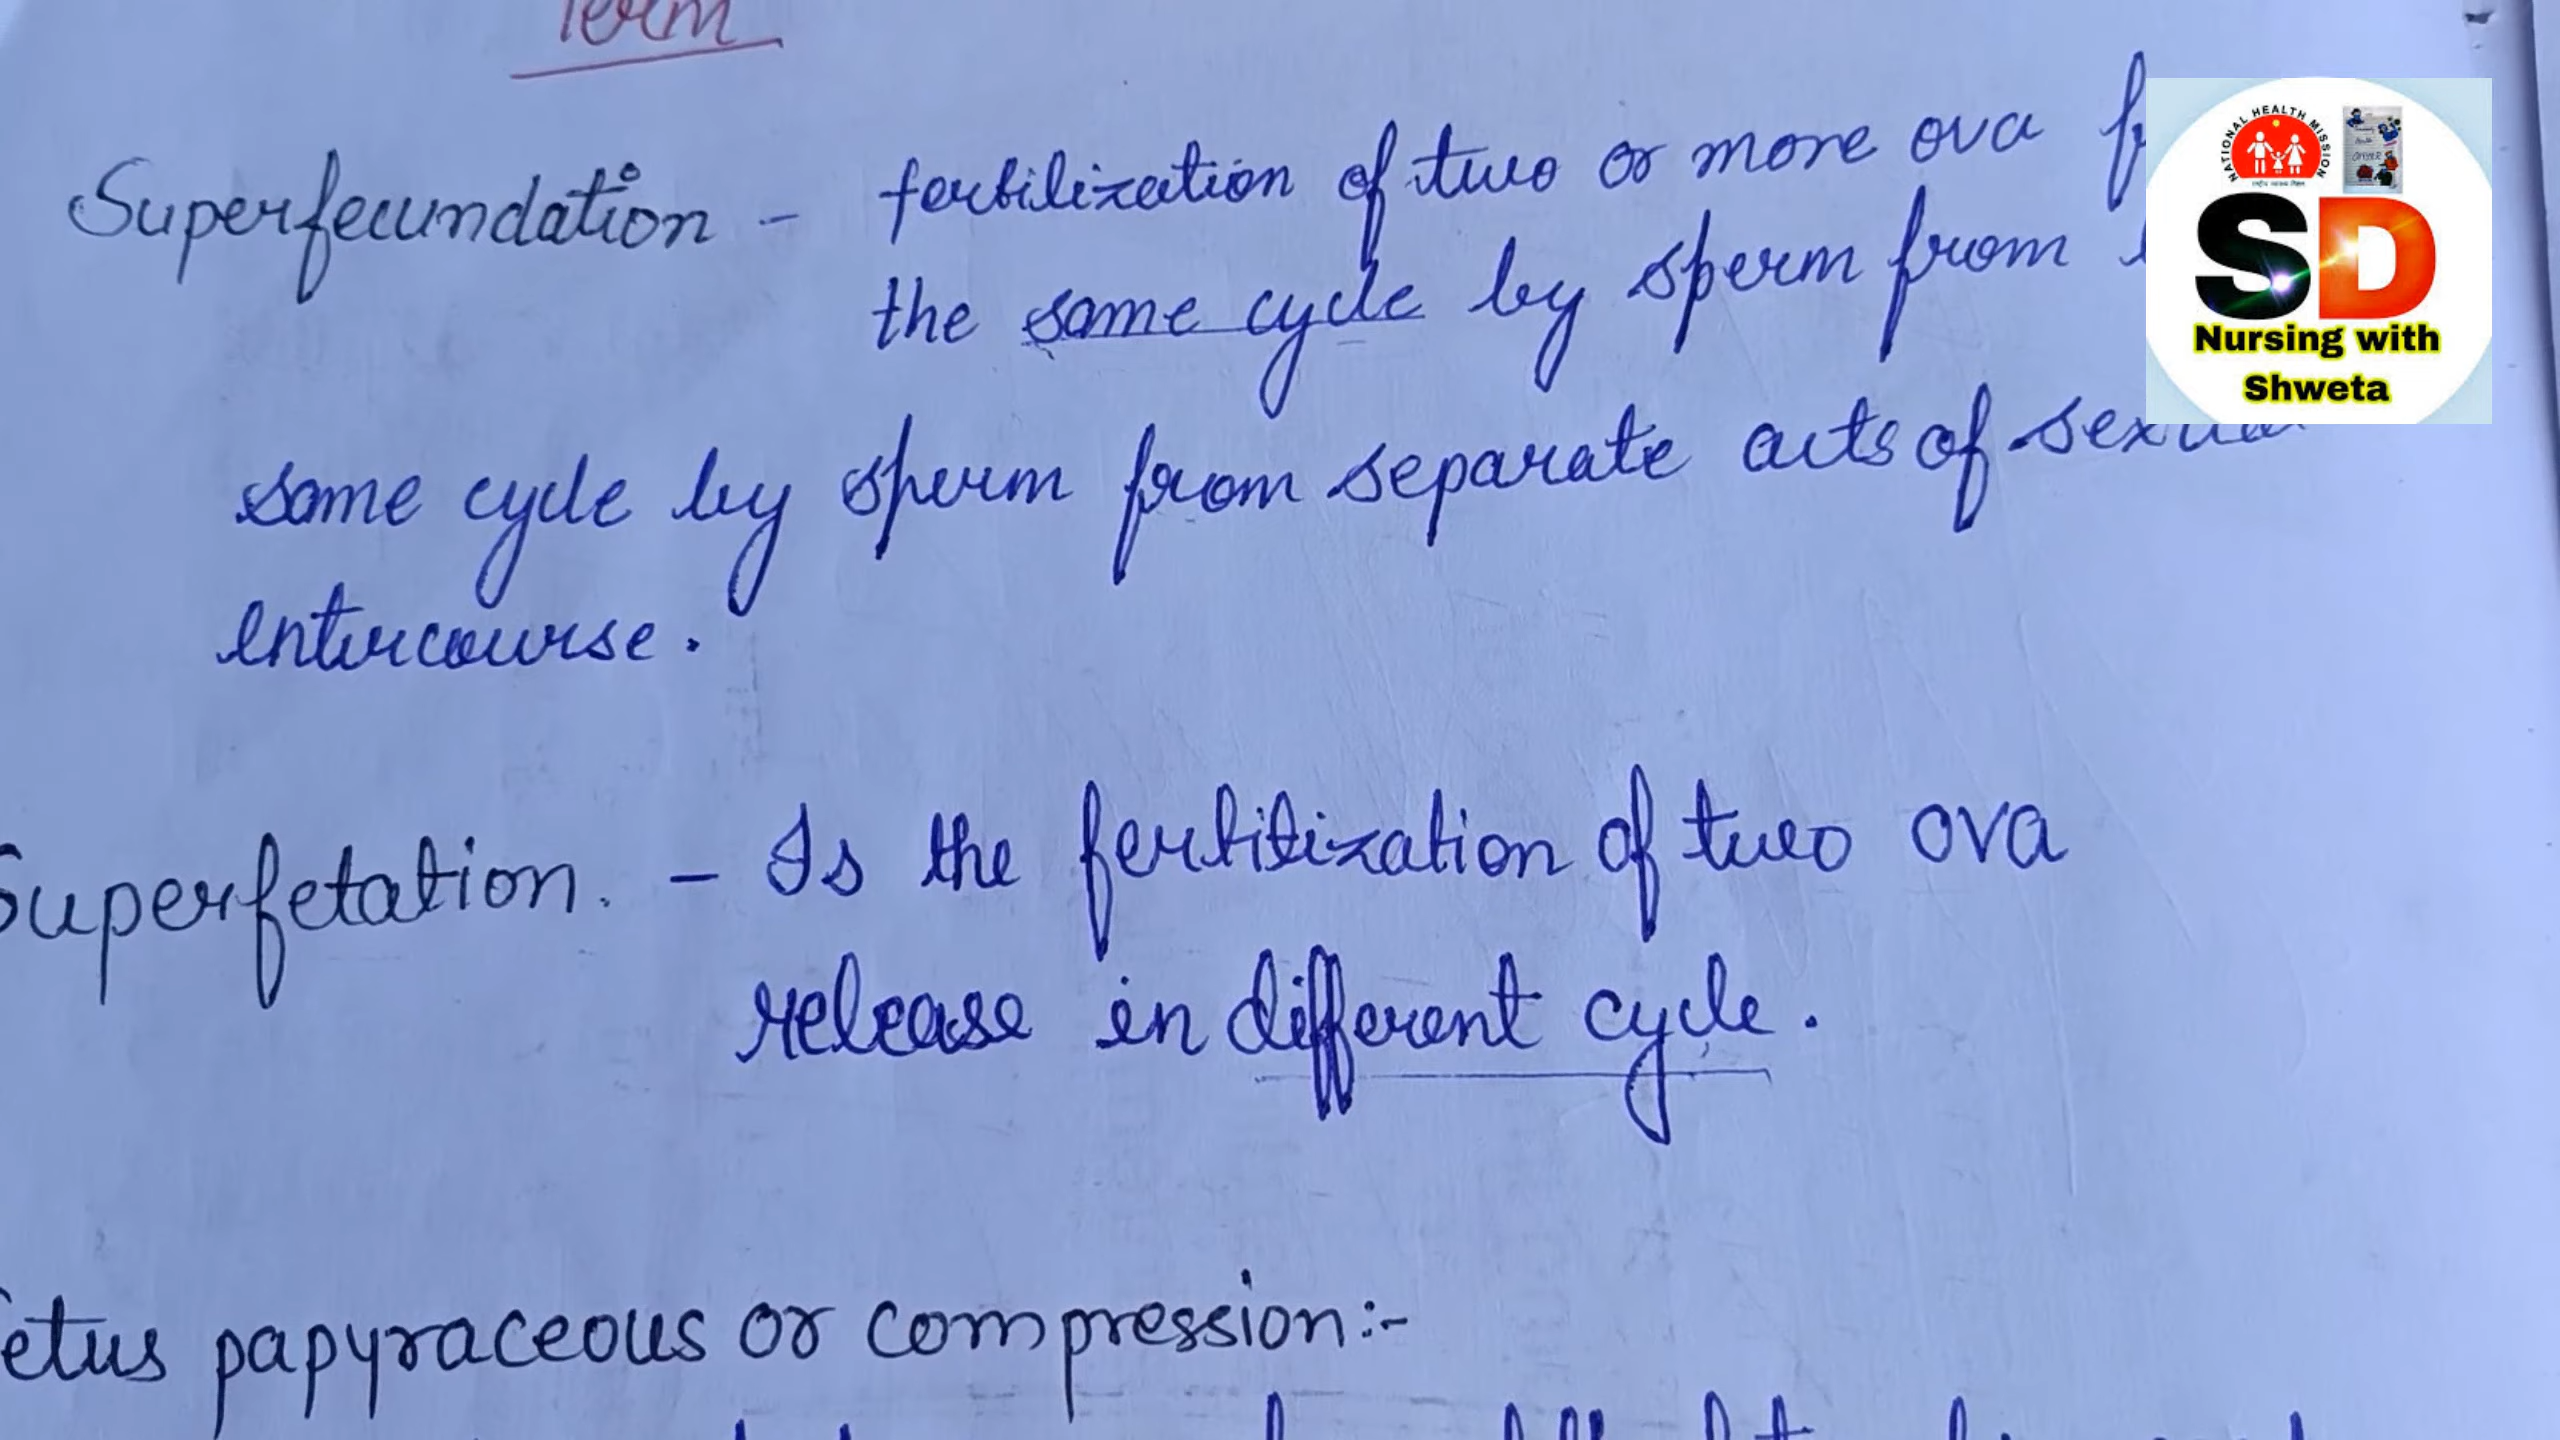 Term
Superfecundation - fertilization of two or more ova
the same cycle by sperm from
same cycle by sperm from separate acts of sexual
intercourse.
Superfetation. - Is the fertilization of two ova
release in different cycle.
Fetus papyraceous or compression:-
NATIONAL HEALTH MISSION
SD
Nursing with
Shweta